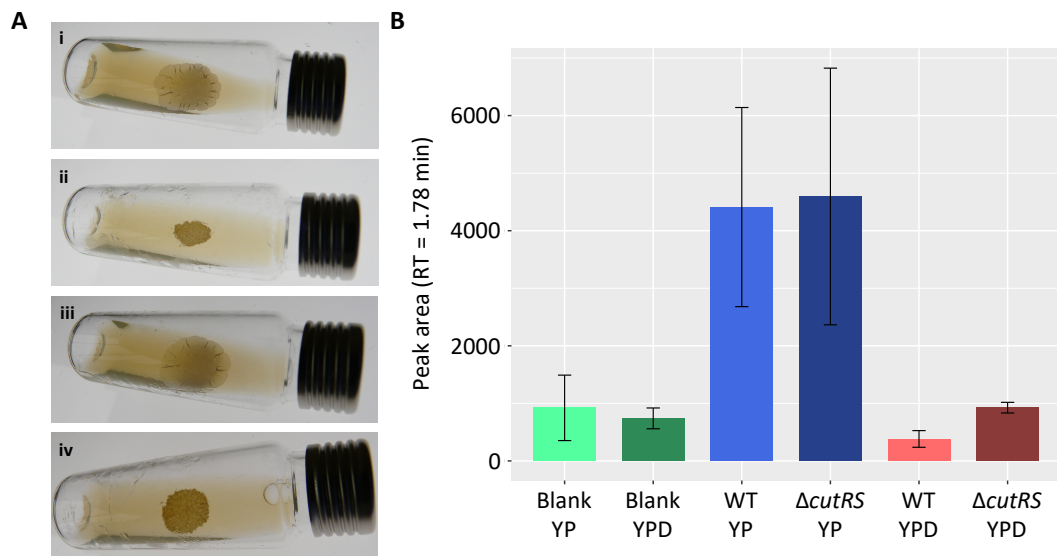 A
i
ii
iii
iv
B
Peak area (RT = 1.78 min)
6000
4000
2000
0
Blank YP
Blank YPD
WT YP
ΔcutRS YP
WT YPD
ΔcutRS YPD